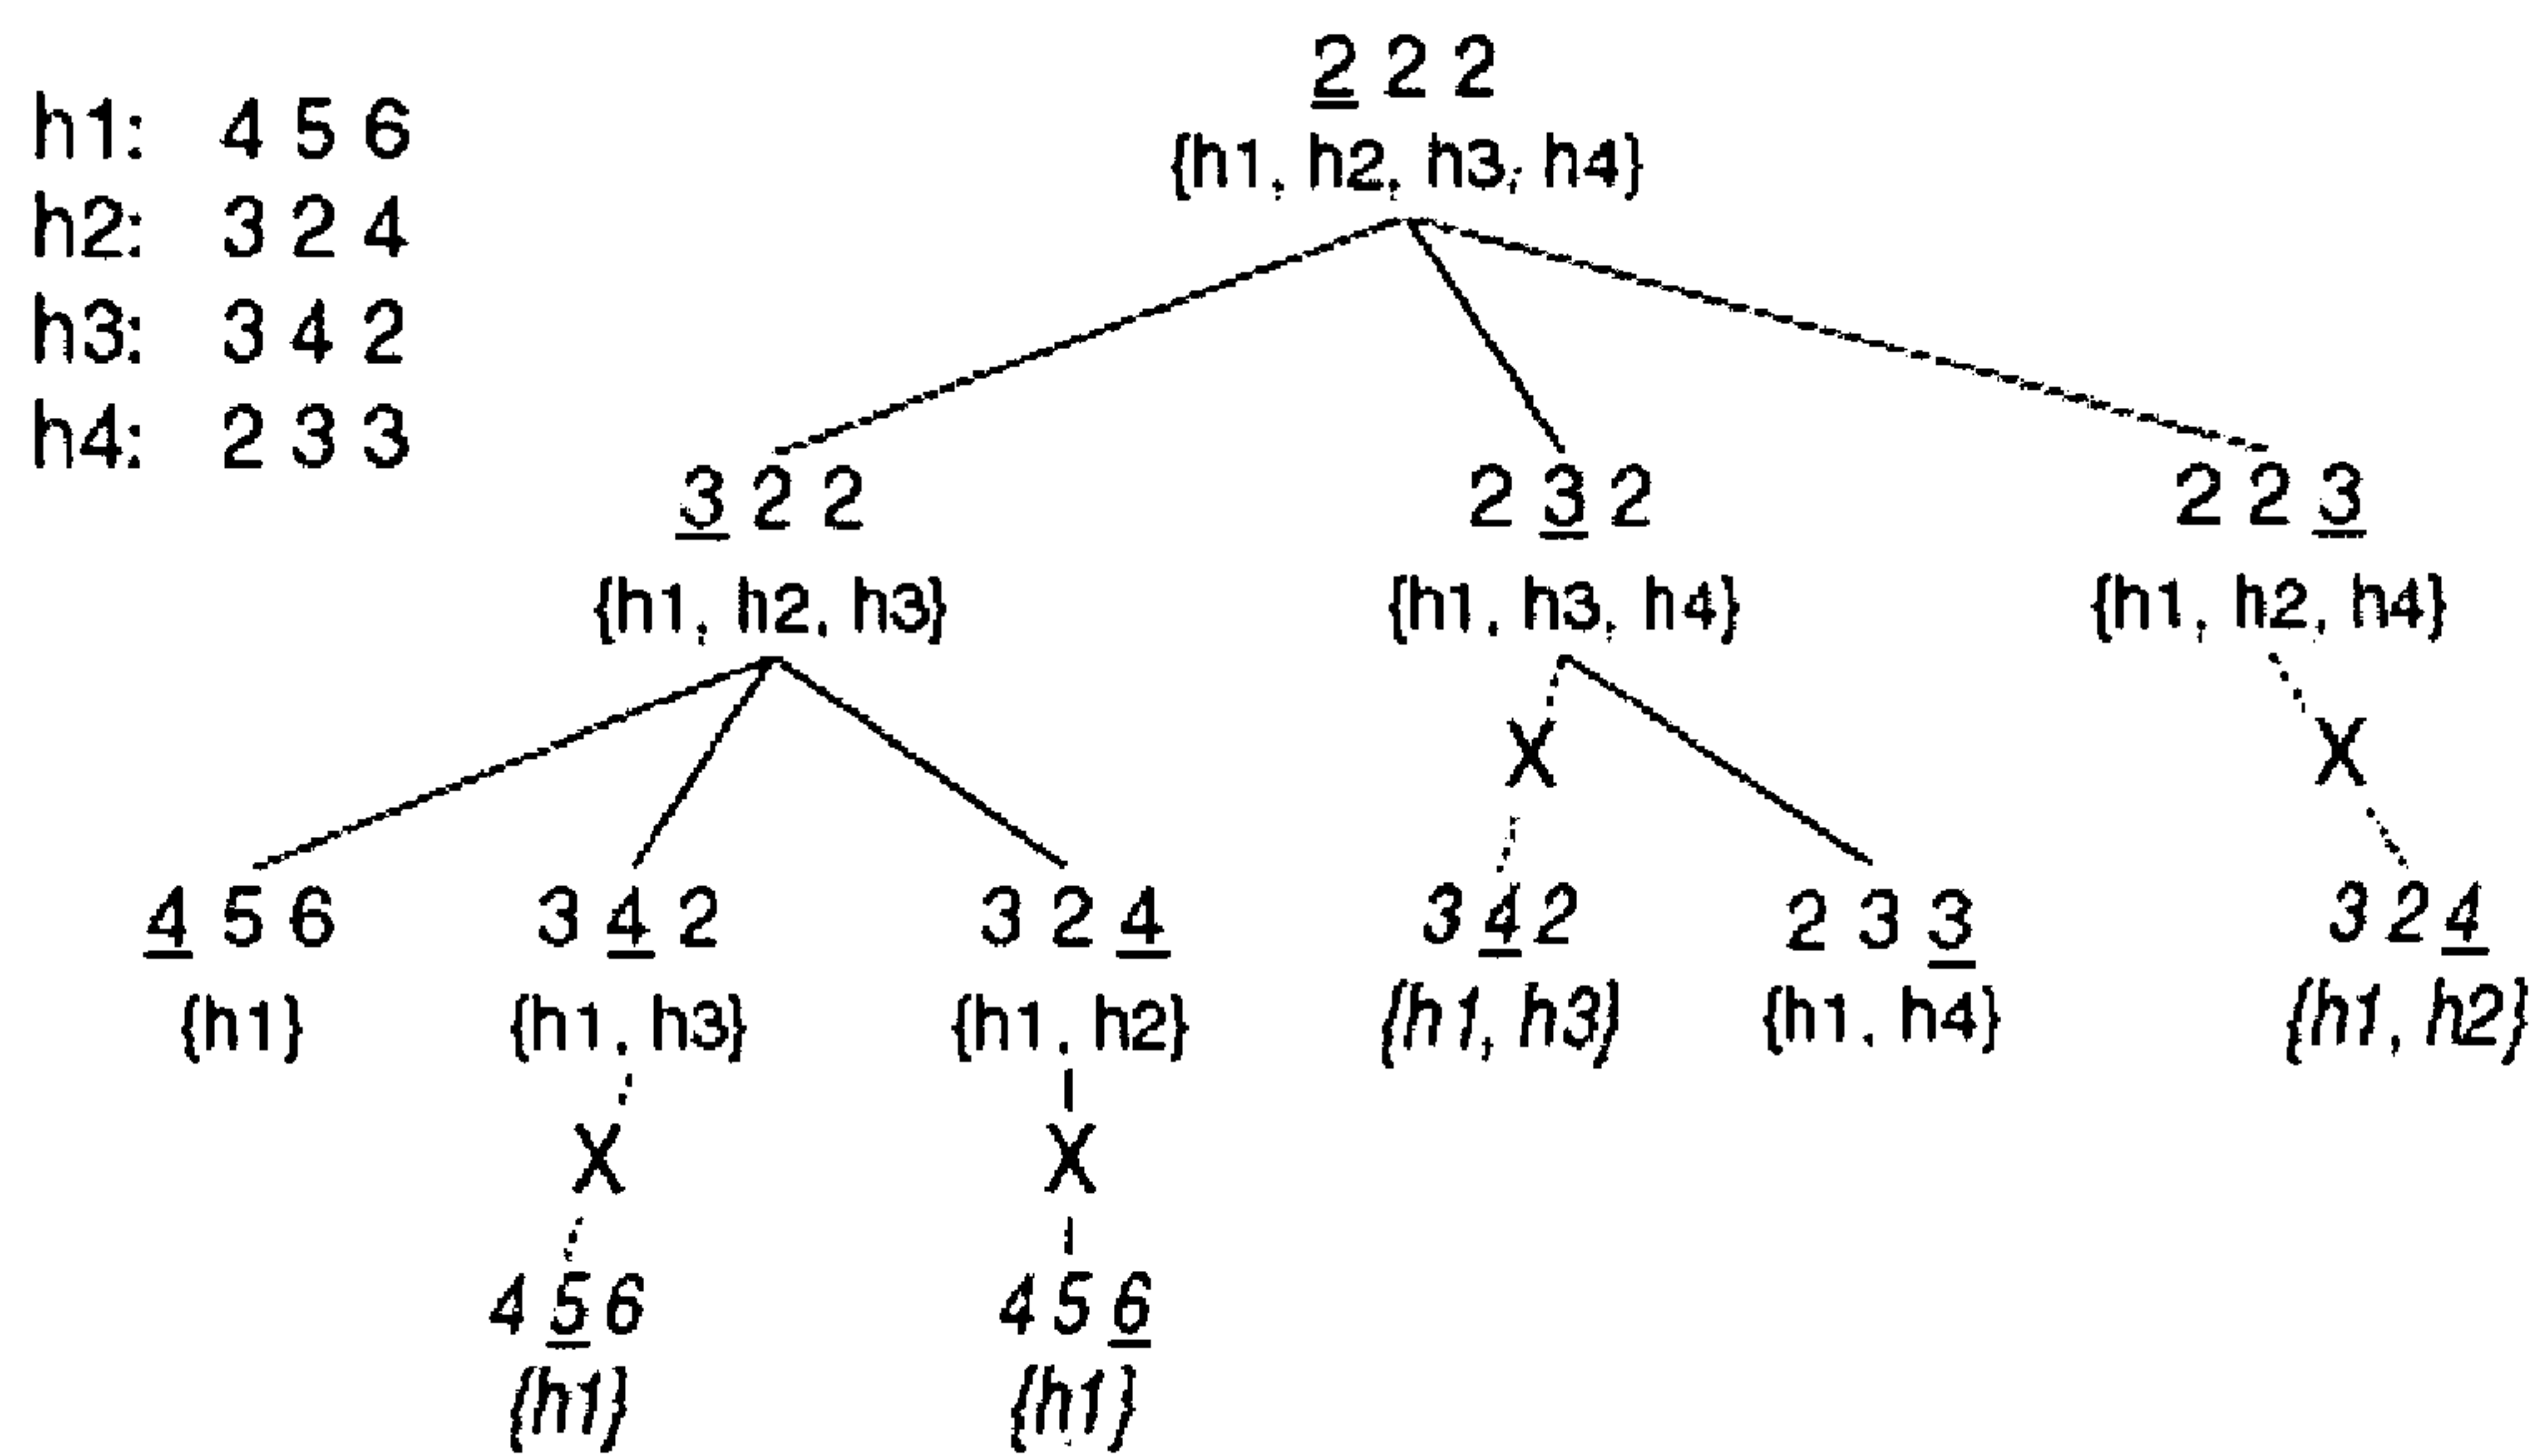 h1: 4 5 6
h2: 3 2 4
h3: 3 4 2
h4: 2 3 3
2 2 2
{h1, h2, h3, h4}
3 2 2
2 3 2
2 2 3
{h1, h2, h3}
{h1, h3, h4}
{h1, h2, h4}
X
X
4 5 6
3 4 2
3 2 4
3 4 2
2 3 3
3 2 4
{h1}
{h1, h3}
{h1, h2}
{h1, h3}
{h1, h4}
{h1, h2}
X
X
4 5 6
4 5 6
{h1}
{h1}